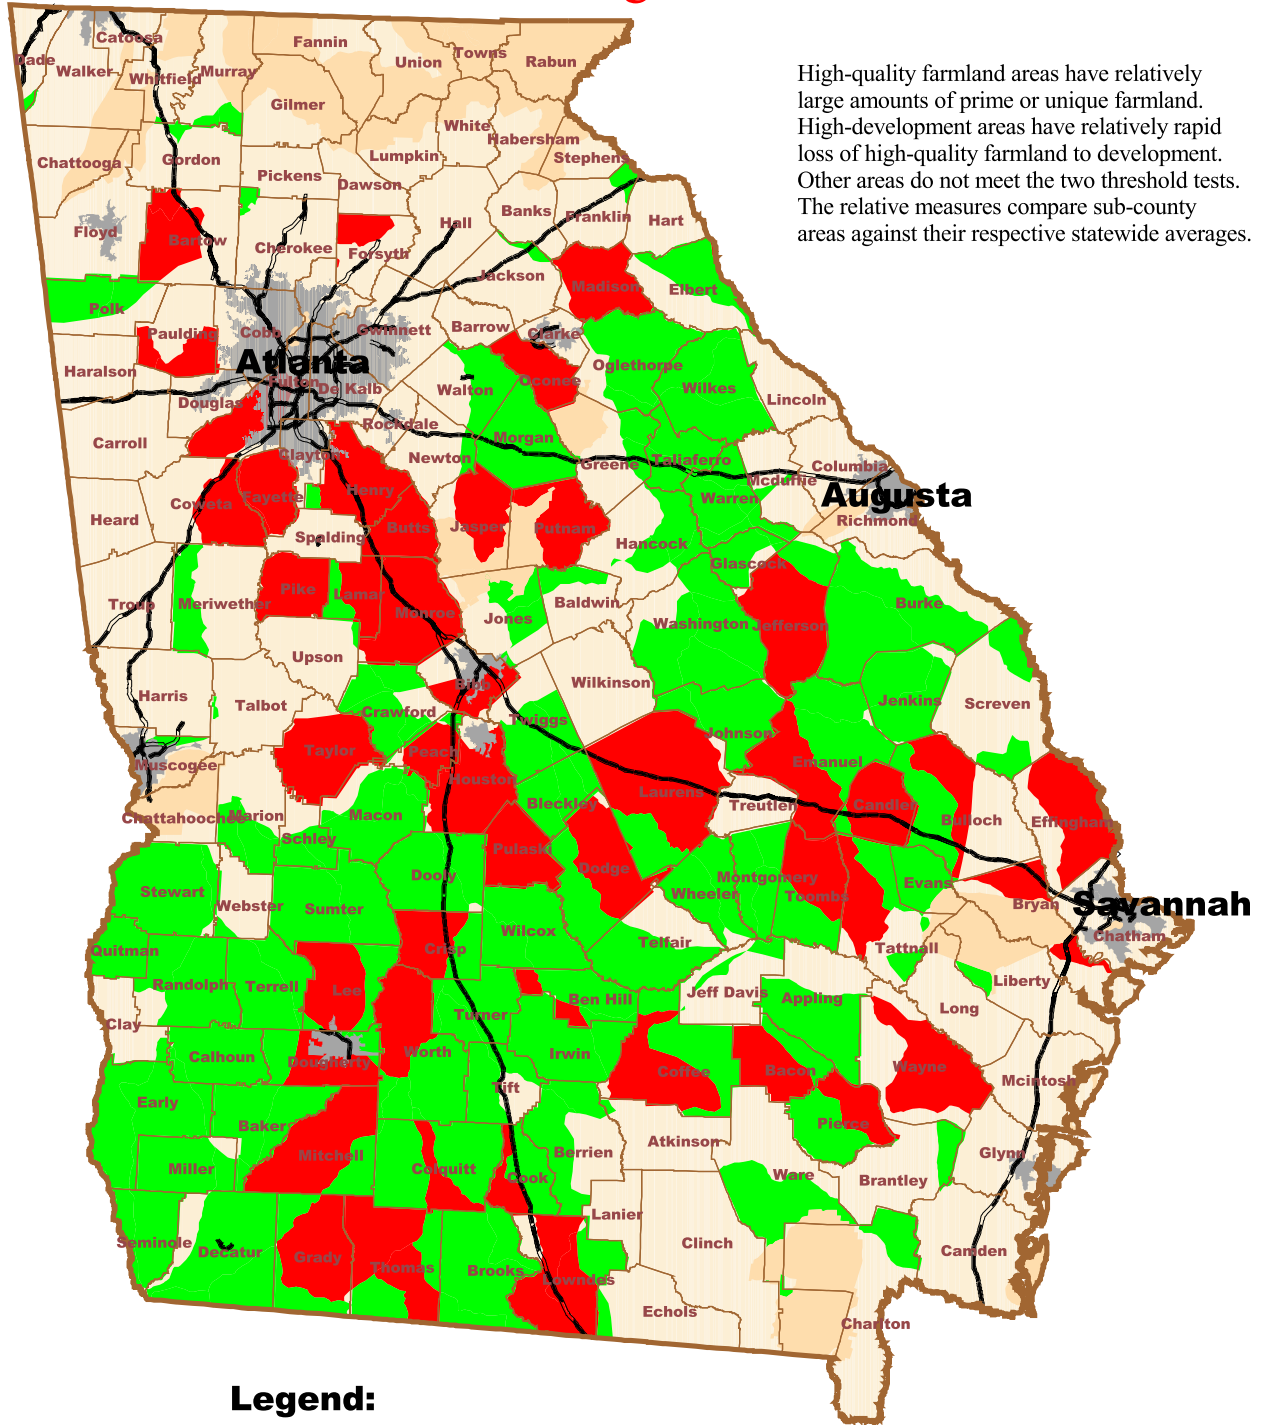 High-quality farmland areas have relatively
large amounts of prime or unique farmland.
High-development areas have relatively rapid
loss of high-quality farmland to development.
Other areas do not meet the two threshold tests.
The relative measures compare sub-county
areas against their respective statewide averages.
Dade
Catoosa
Walker
Whitfield
Murray
Fannin
Union
Towns
Rabun
Gilmer
White
Habersham
Stephens
Chattooga
Gordon
Pickens
Lumpkin
Dawson
Banks
Franklin
Hart
Floyd
Bartow
Cherokee
Forsyth
Hall
Jackson
Madison
Elbert
Polk
Paulding
Cobb
Gwinnett
Barrow
Clarke
Atlanta
Haralson
Fulton
De Kalb
Walton
Oconee
Oglethorpe
Wilkes
Lincoln
Douglas
Rockdale
Carroll
Clayton
Newton
Morgan
Greene
Taliaferro
Mcduffie
Columbia
Augusta
Richmond
Warren
Heard
Coweta
Fayette
Henry
Spalding
Butts
Jasper
Putnam
Hancock
Glascock
Troup
Meriwether
Pike
Lamar
Monroe
Jones
Baldwin
Washington
Jefferson
Burke
Upson
Bibb
Wilkinson
Harris
Talbot
Crawford
Twiggs
Jenkins
Screven
Johnson
Muscogee
Taylor
Peach
Houston
Emanuel
Laurens
Bleckley
Treutlen
Candler
Bulloch
Effingham
Chattahoochee
Marion
Macon
Schley
Pulaski
Dodge
Dooly
Montgomery
Wheeler
Toombs
Evans
Bryan
Savannah
Chatham
Stewart
Webster
Sumter
Wilcox
Telfair
Tattnall
Quitman
Crisp
Liberty
Randolph
Terrell
Lee
Ben Hill
Jeff Davis
Appling
Long
Clay
Turner
Calhoun
Dougherty
Worth
Irwin
Coffee
Bacon
Wayne
Mcintosh
Tift
Early
Baker
Mitchell
Atkinson
Pierce
Berrien
Glynn
Miller
Colquitt
Cook
Ware
Brantley
Lanier
Seminole
Decatur
Grady
Thomas
Brooks
Lowndes
Clinch
Camden
Echols
Charlton
Legend: